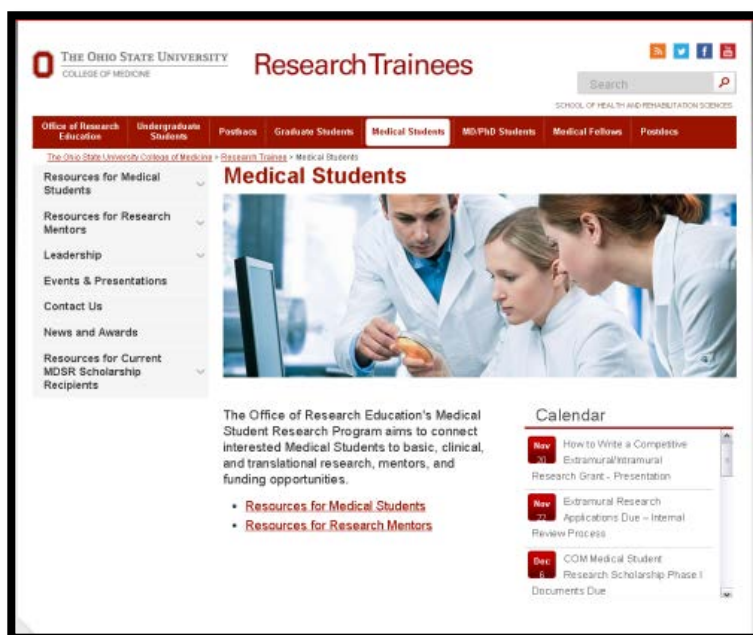 THE OHIO STATE UNIVERSITY
COLLEGE OF MEDICINE
Research Trainees
Search
SCHOOL OF HEALTH AND REHABILITATION SCIENCES
Office of Research Education
Undergraduate Students
Postbacs
Graduate Students
Medical Students
MD/PhD Students
Medical Fellows
Postdocs
The Ohio State University College of Medicine > Research Trainee > Medical Students
Resources for Medical
Students
Resources for Research
Mentors
Leadership
Events & Presentations
Contact Us
News and Awards
Resources for Current
MDSR Scholarship
Recipients
Medical Students
The Office of Research Education's Medical
Student Research Program aims to connect
interested Medical Students to basic, clinical,
and translational research, mentors, and
funding opportunities.
• Resources for Medical Students
• Resources for Research Mentors
Calendar
Nov 20 How to Write a Competitive
Extramural/Intramural
Research Grant - Presentation
Nov Extramural Research
Applications Due – Internal
Review Process
Dec 6 COM Medical Student
Research Scholarship Phase I
Documents Due